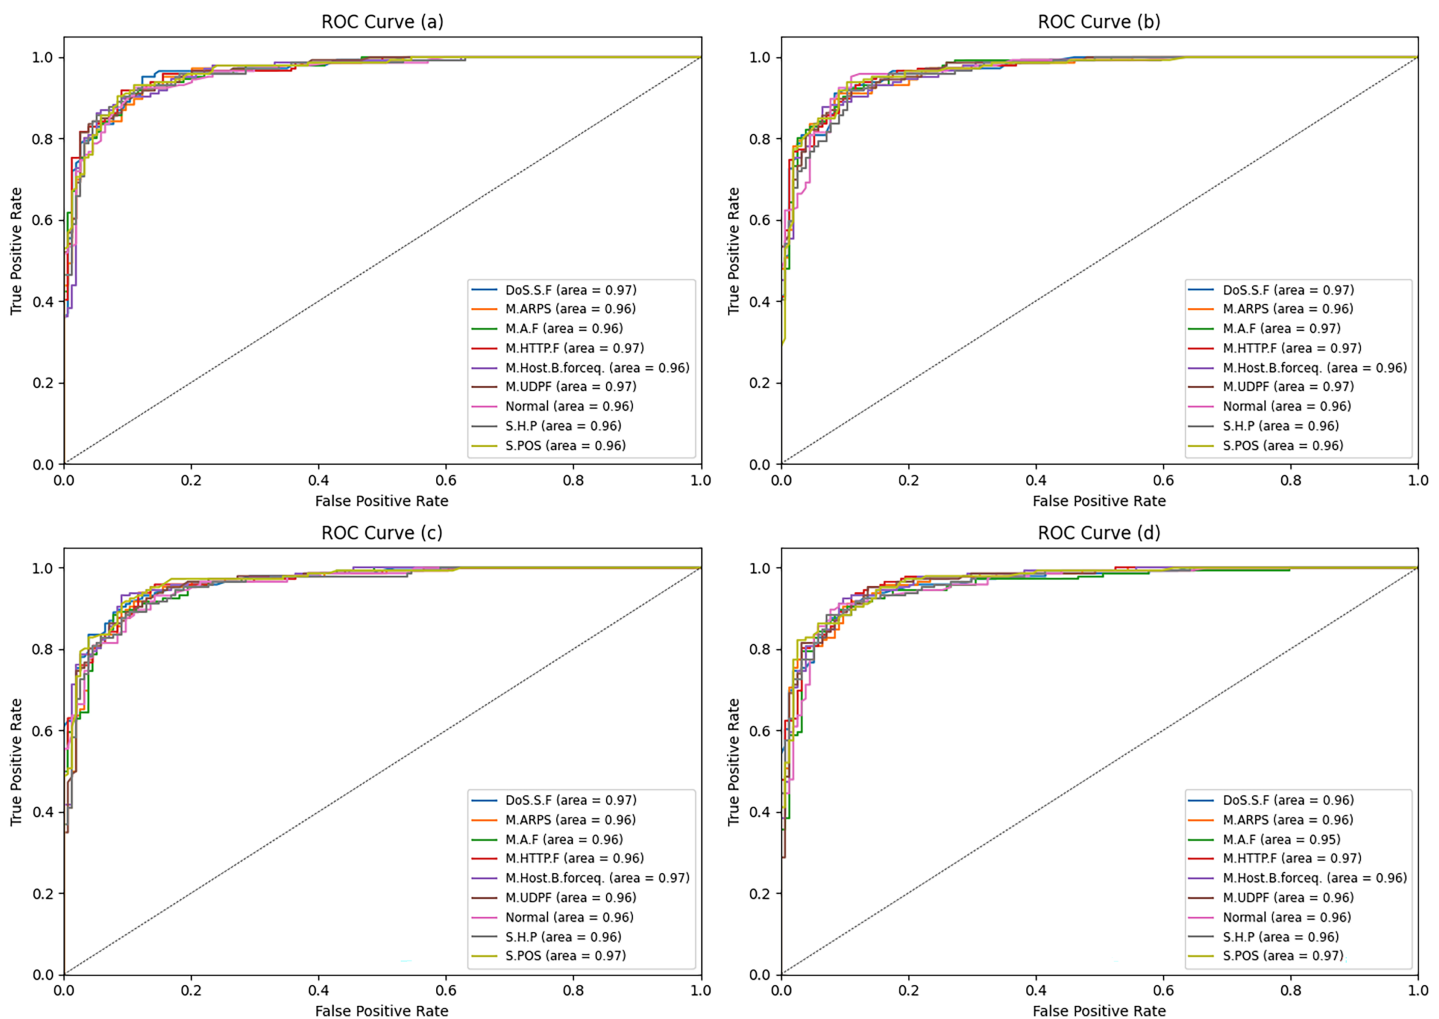 ROC Curve (a)
True Positive Rate
1.0
0.8
0.6
0.4
0.2
0.0
DoS.S.F (area = 0.97)
M.ARPS (area = 0.96)
M.A.F (area = 0.96)
M.HTTP.F (area = 0.97)
M.Host.B.forceq. (area = 0.96)
M.UDPF (area = 0.97)
Normal (area = 0.96)
S.H.P (area = 0.96)
S.POS (area = 0.96)
0.0 0.2 0.4 0.6 0.8 1.0
False Positive Rate
ROC Curve (b)
True Positive Rate
1.0
0.8
0.6
0.4
0.2
0.0
DoS.S.F (area = 0.97)
M.ARPS (area = 0.96)
M.A.F (area = 0.97)
M.HTTP.F (area = 0.97)
M.Host.B.forceq. (area = 0.96)
M.UDPF (area = 0.97)
Normal (area = 0.96)
S.H.P (area = 0.96)
S.POS (area = 0.96)
0.0 0.2 0.4 0.6 0.8 1.0
False Positive Rate
ROC Curve (c)
True Positive Rate
1.0
0.8
0.6
0.4
0.2
0.0
DoS.S.F (area = 0.97)
M.ARPS (area = 0.96)
M.A.F (area = 0.96)
M.HTTP.F (area = 0.96)
M.Host.B.forceq. (area = 0.97)
M.UDPF (area = 0.96)
Normal (area = 0.96)
S.H.P (area = 0.96)
S.POS (area = 0.97)
0.0 0.2 0.4 0.6 0.8 1.0
False Positive Rate
ROC Curve (d)
True Positive Rate
1.0
0.8
0.6
0.4
0.2
0.0
DoS.S.F (area = 0.96)
M.ARPS (area = 0.96)
M.A.F (area = 0.95)
M.HTTP.F (area = 0.97)
M.Host.B.forceq. (area = 0.96)
M.UDPF (area = 0.96)
Normal (area = 0.96)
S.H.P (area = 0.96)
S.POS (area = 0.97)
0.0 0.2 0.4 0.6 0.8 1.0
False Positive Rate